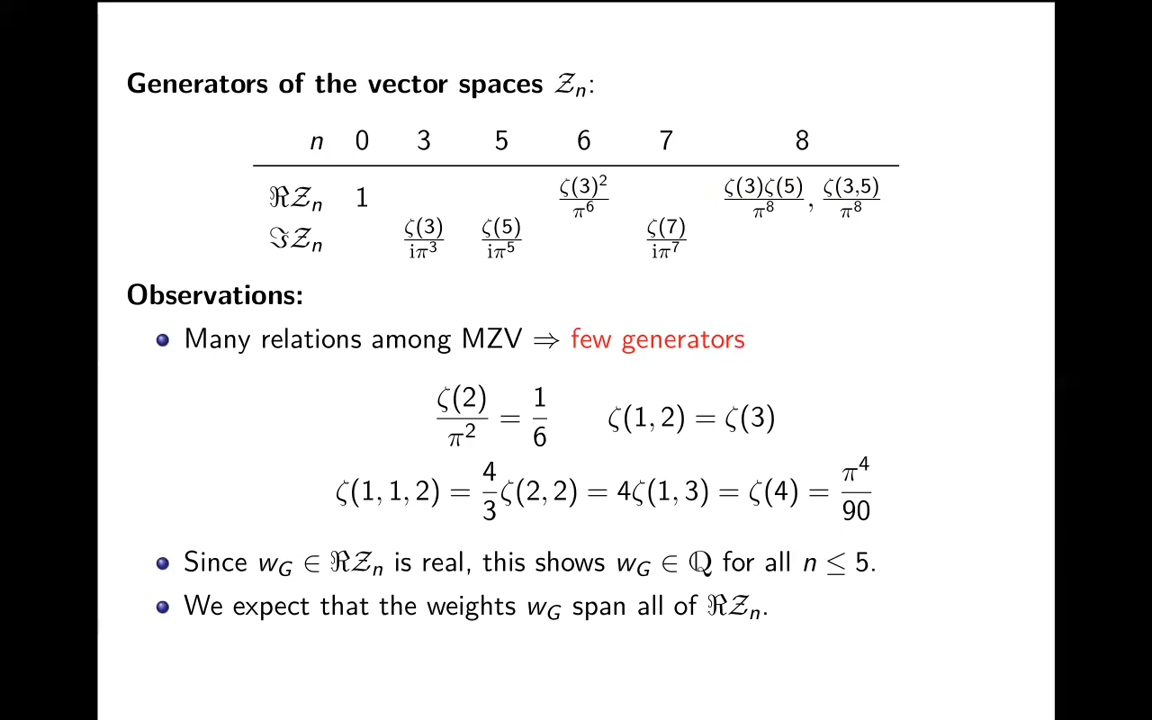 Generators of the vector spaces 𝒵ₙ:
n 0 3 5 6 7 8
ℜ𝒵ₙ 1 ζ(3)²/π⁶ ζ(3)ζ(5)/π⁸, ζ(3,5)/π⁸
ℑ𝒵ₙ ζ(3)/iπ³ ζ(5)/iπ⁵ ζ(7)/iπ⁷
Observations:
Many relations among MZV ⇒ few generators
ζ(2)/π² = 1/6 ζ(1, 2) = ζ(3)
ζ(1, 1, 2) = 4/3 ζ(2, 2) = 4ζ(1, 3) = ζ(4) = π⁴/90
Since w_G ∈ ℜ𝒵ₙ is real, this shows w_G ∈ ℚ for all n ≤ 5.
We expect that the weights w_G span all of ℜ𝒵ₙ.